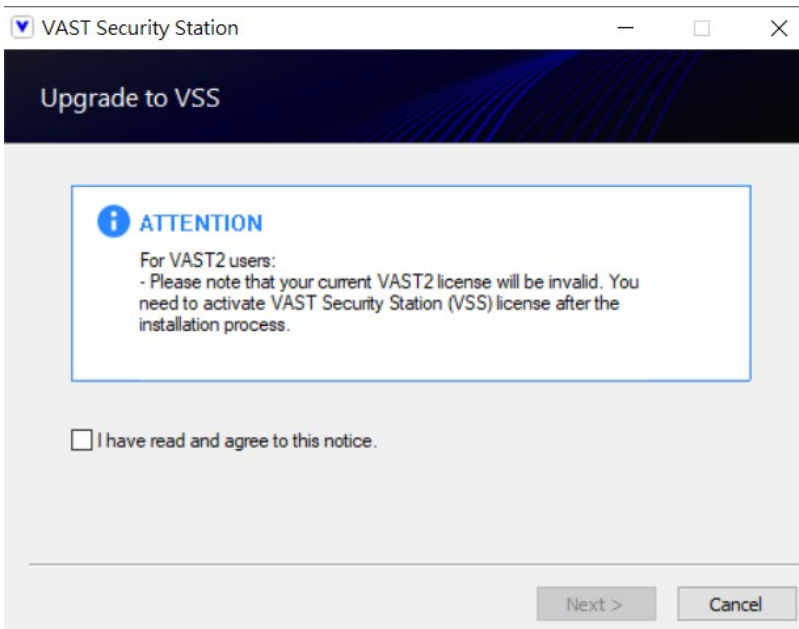 VAST Security Station
Upgrade to VSS
ATTENTION
For VAST2 users:
- Please note that your current VAST2 license will be invalid. You
need to activate VAST Security Station (VSS) license after the
installation process.
I have read and agree to this notice.
Next >
Cancel